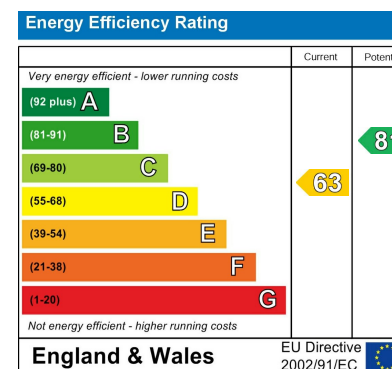 Energy Efficiency Rating
Current
Very energy efficient - lower running costs
(92 plus) A
(81-91) B
(69-80) C
63
(55-68) D
(39-54) E
(21-38) F
(1-20) G
Not energy efficient - higher running costs
England & Wales
EU Directive
2002/91/EC